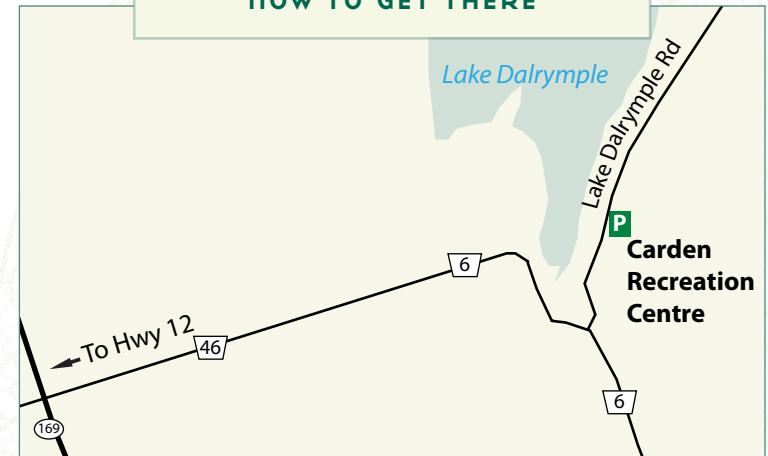 HOW TO GET THERE
Lake Dalrymple
Lake Dalrymple Rd
P
Carden
Recreation
Centre
6
To Hwy 12
46
6
169